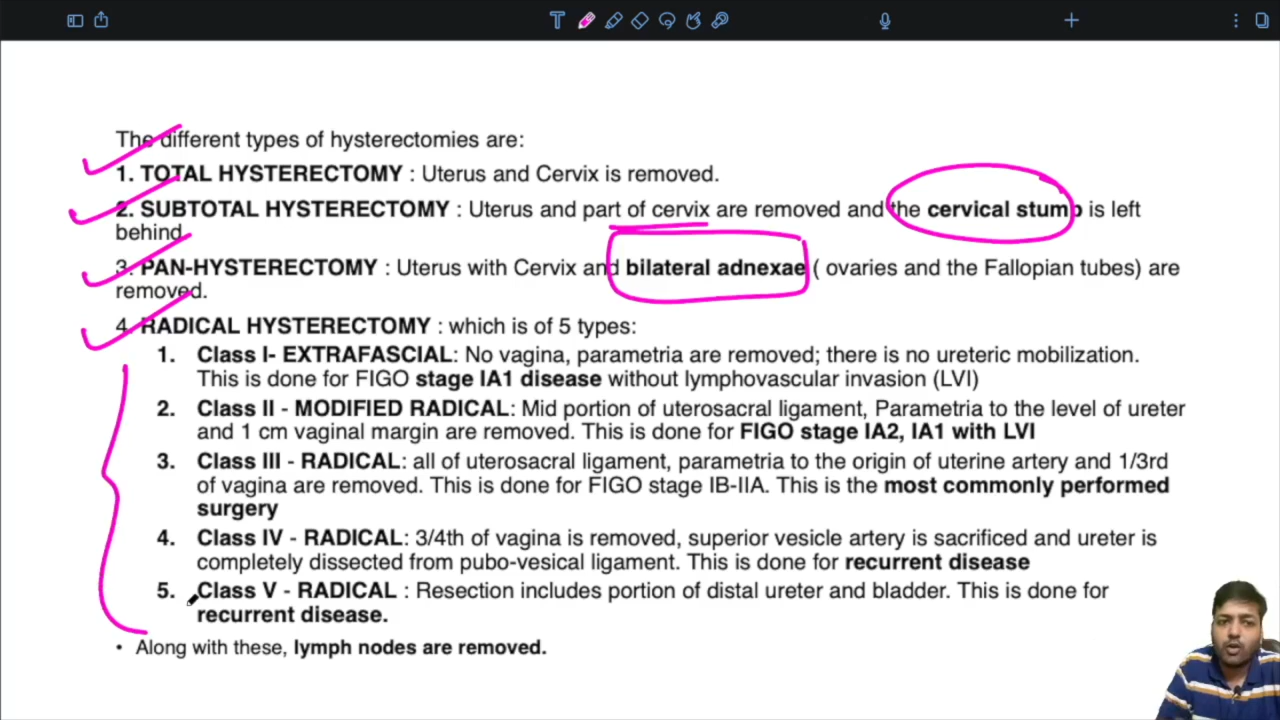 The different types of hysterectomies are:
1. TOTAL HYSTERECTOMY : Uterus and Cervix is removed.
2. SUBTOTAL HYSTERECTOMY : Uterus and part of cervix are removed and the cervical stump is left
behind.
3. PAN-HYSTERECTOMY : Uterus with Cervix and bilateral adnexae ( ovaries and the Fallopian tubes) are
removed.
4. RADICAL HYSTERECTOMY : which is of 5 types:
1. Class I- EXTRAFASCIAL: No vagina, parametria are removed; there is no ureteric mobilization.
This is done for FIGO stage IA1 disease without lymphovascular invasion (LVI)
2. Class II - MODIFIED RADICAL: Mid portion of uterosacral ligament, Parametria to the level of ureter
and 1 cm vaginal margin are removed. This is done for FIGO stage IA2, IA1 with LVI
3. Class III - RADICAL: all of uterosacral ligament, parametria to the origin of uterine artery and 1/3rd
of vagina are removed. This is done for FIGO stage IB-IIA. This is the most commonly performed
surgery
4. Class IV - RADICAL: 3/4th of vagina is removed, superior vesicle artery is sacrificed and ureter is
completely dissected from pubo-vesical ligament. This is done for recurrent disease
5. Class V - RADICAL : Resection includes portion of distal ureter and bladder. This is done for
recurrent disease.
• Along with these, lymph nodes are removed.